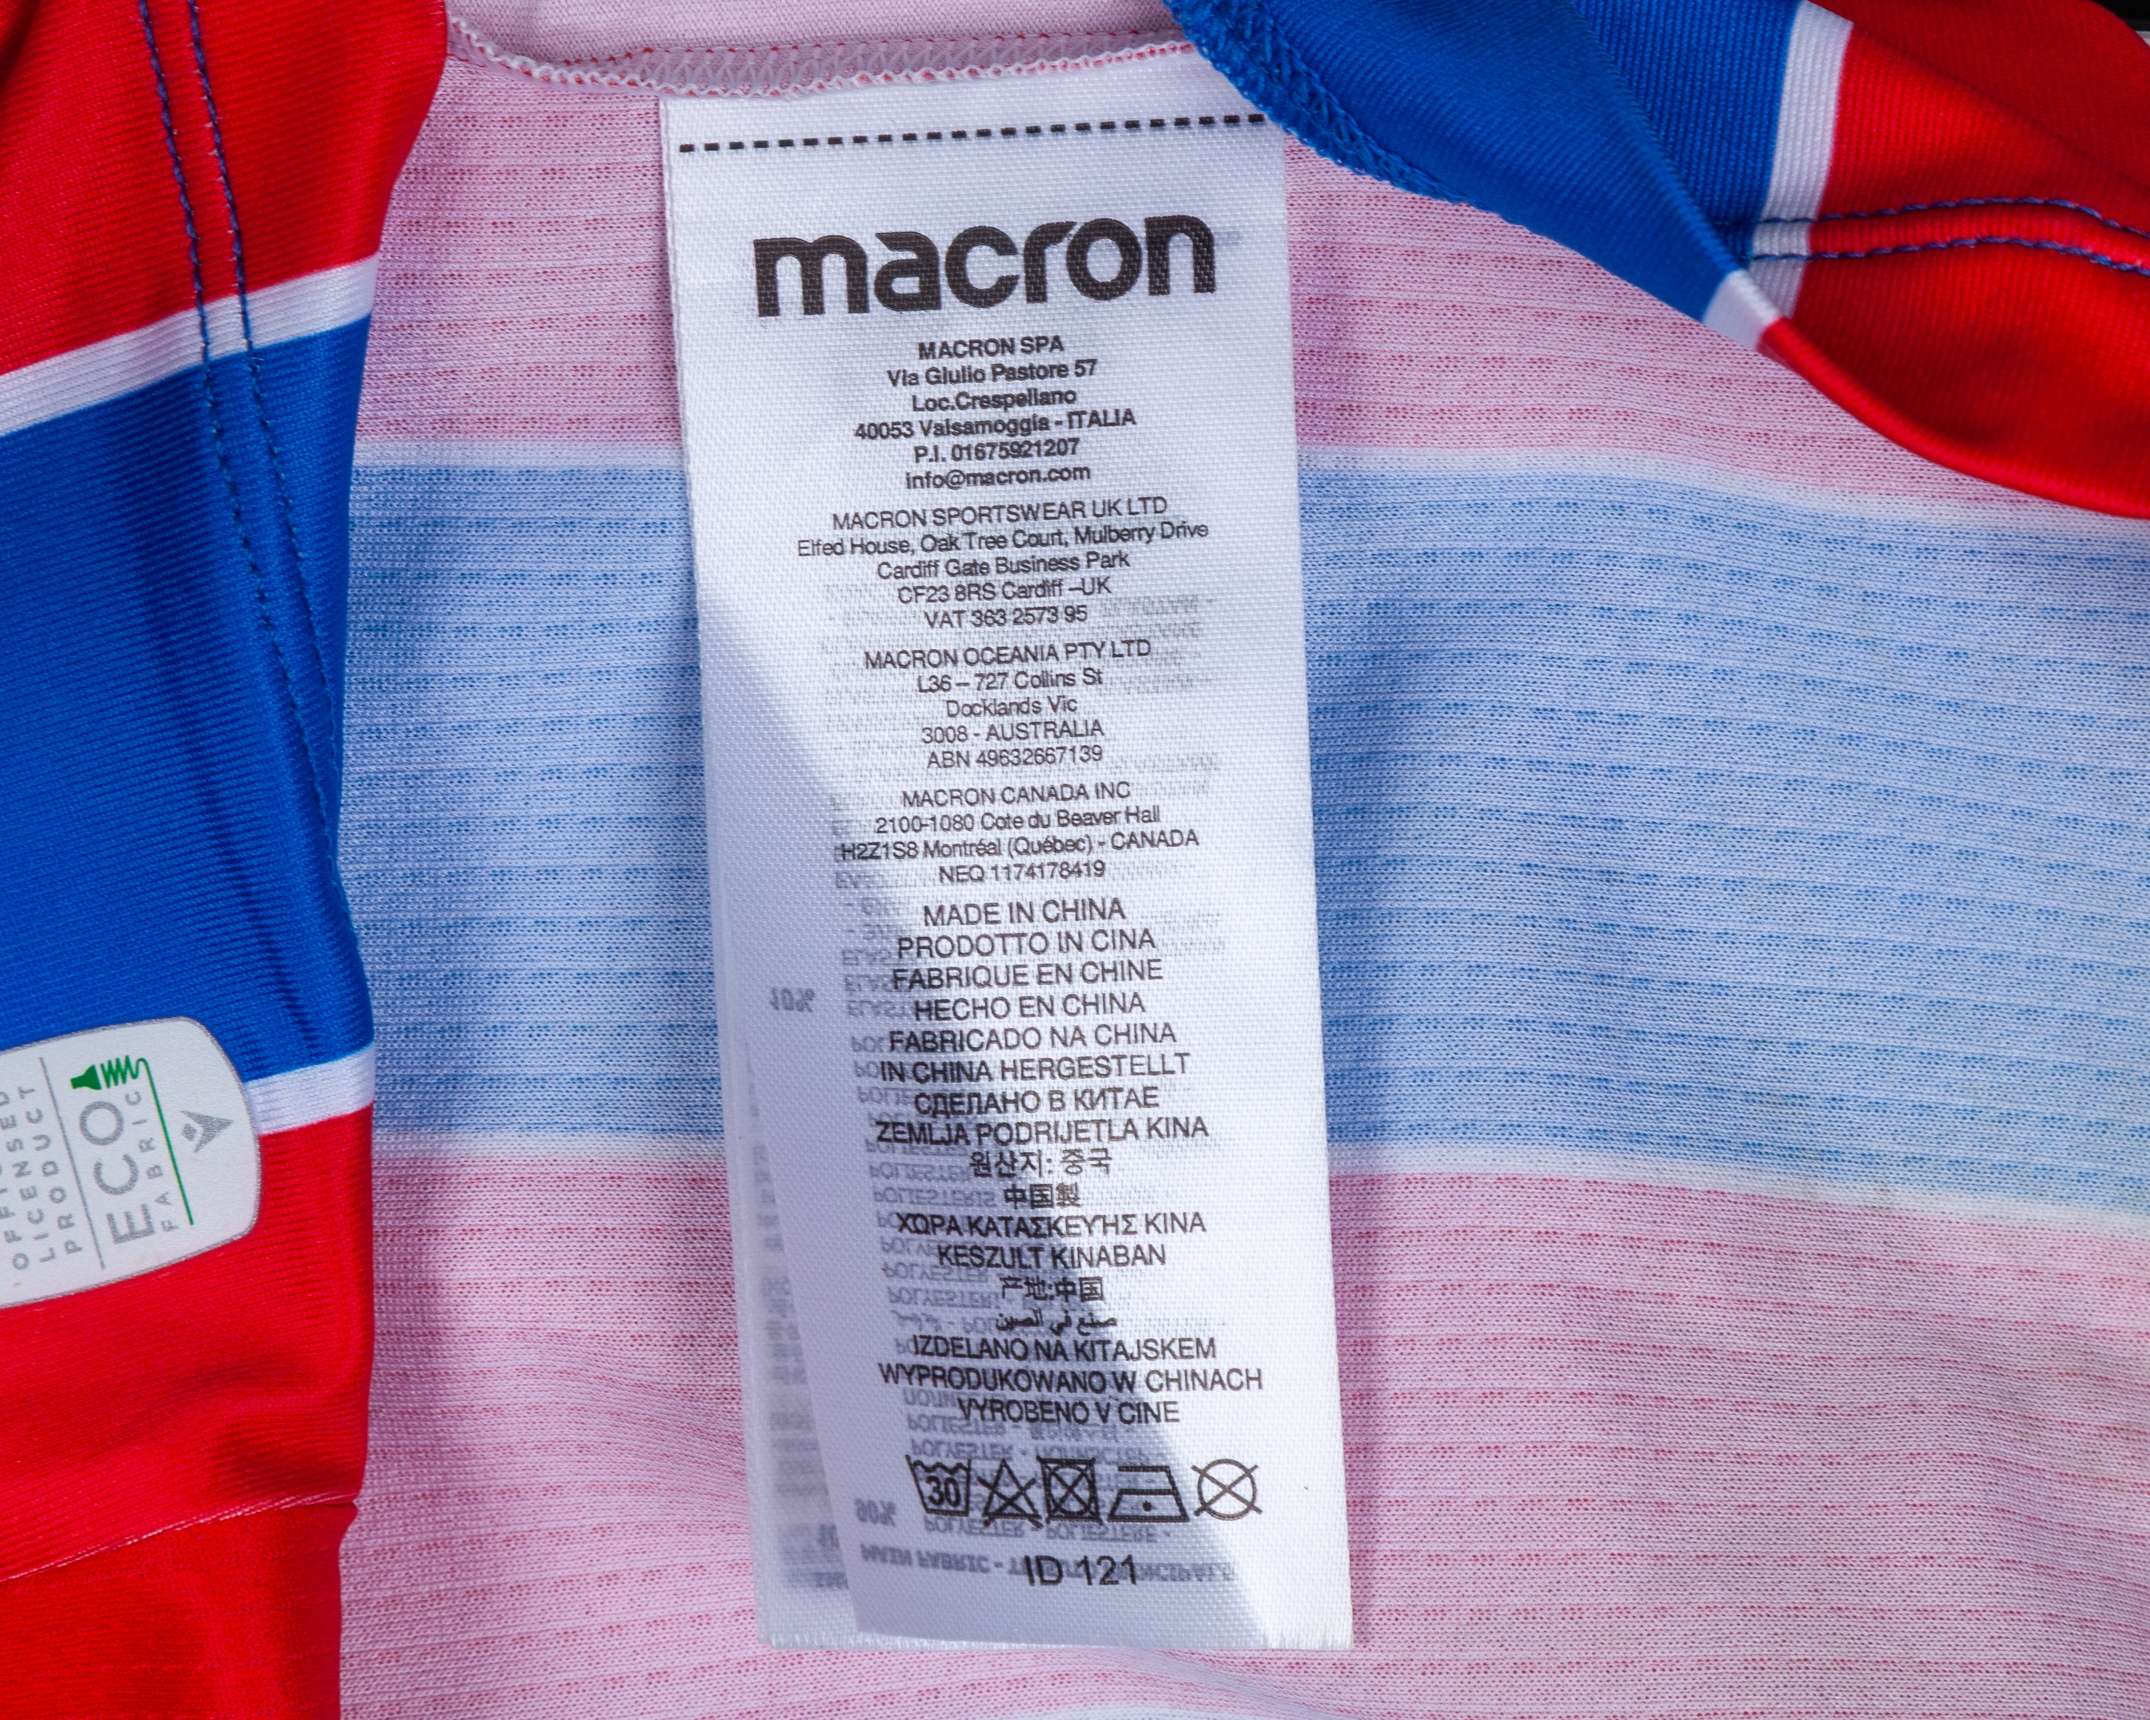 macron
MACRON SPA
Via Giulio Pastore 57
Loc.Crespellano
40053 Valsamoggia - ITALIA
P.I. 01675921207
info@macron.com
MACRON SPORTSWEAR UK LTD
Elfed House, Oak Tree Court, Mulberry Drive
Cardiff Gate Business Park
CF23 8RS Cardiff –UK
VAT 363 2573 95
MACRON OCEANIA PTY LTD
L36 – 727 Collins St
Docklands Vic
3008 - AUSTRALIA
ABN 49632667139
MACRON CANADA INC
2100-1080 Cote du Beaver Hall
H2Z1S8 Montréal (Québec) - CANADA
NEQ 1174178419
MADE IN CHINA
PRODOTTO IN CINA
FABRIQUE EN CHINE
HECHO EN CHINA
FABRICADO NA CHINA
IN CHINA HERGESTELLT
СДЕЛАНО В КИТАЕ
ZEMLJA PODRIJETLA KINA
원산지: 중국
中国製
ΧΩΡΑ ΚΑΤΑΣΚΕΥΉΣ ΚΙΝΑ
KESZULT KINABAN
产地:中国
صنع في الصين
IZDELANO NA KITAJSKEM
WYPRODUKOWANO W CHINACH
VYROBENO V CINE
30
ID 121
LICENSED
PRODUCT
ECO
FABRIC